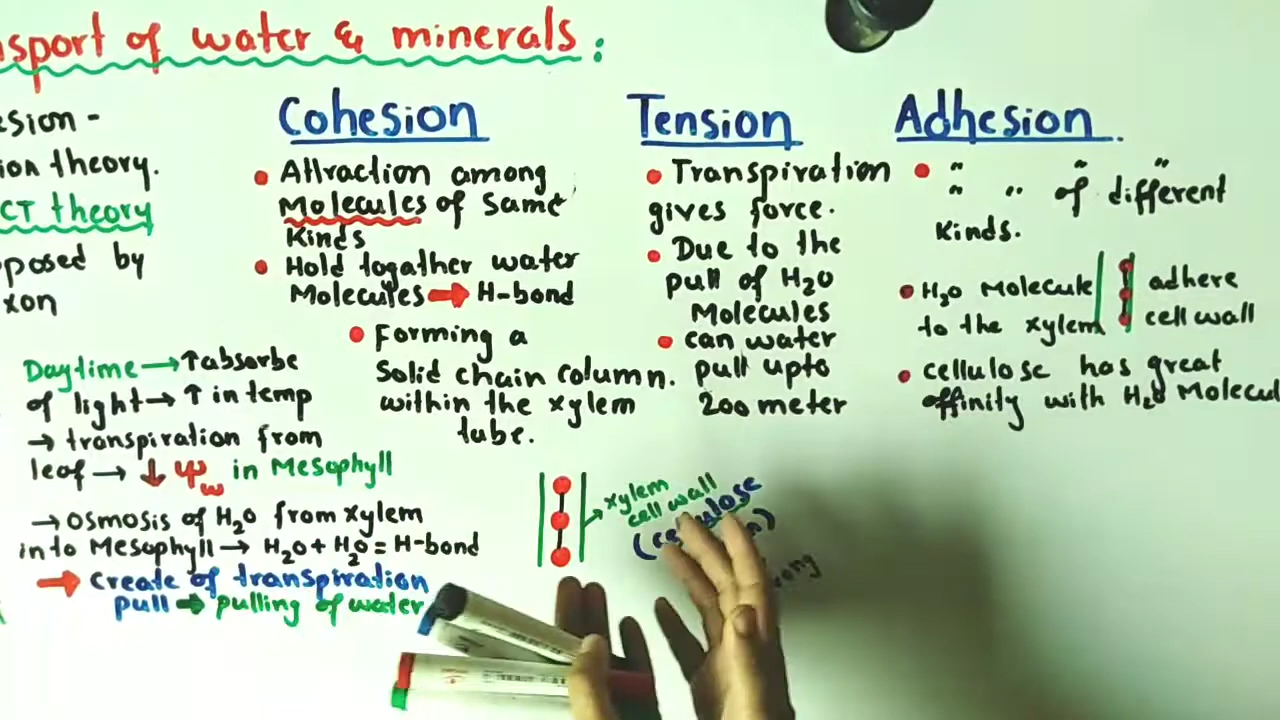 nsport of water & minerals:
esion -
ion theory.
CT theory
posed by
xon
Cohesion
Attraction among
Molecules of Same
Kinds
Hold togather water
Molecules → H-bond
Forming a
Solid chain column.
within the xylem
tube.
Tension
Transpiration
gives force.
Due to the
pull of H₂O
Molecules
can water
pull upto
200 meter
Adhesion.
" " "
" " of different
Kinds.
H₂O Molecule adhere
to the xylem cell wall
cellulose has great
affinity with H₂O Molecul
Daytime → ↑ absorbe
of light → ↑ in temp
→ transpiration from
leaf → ↓ Ψw in Mesophyll
→ Osmosis of H₂O from xylem
into Mesophyll → H₂O + H₂O = H-bond
→ create of transpiration
pull → pulling of water
xylem
cell wall